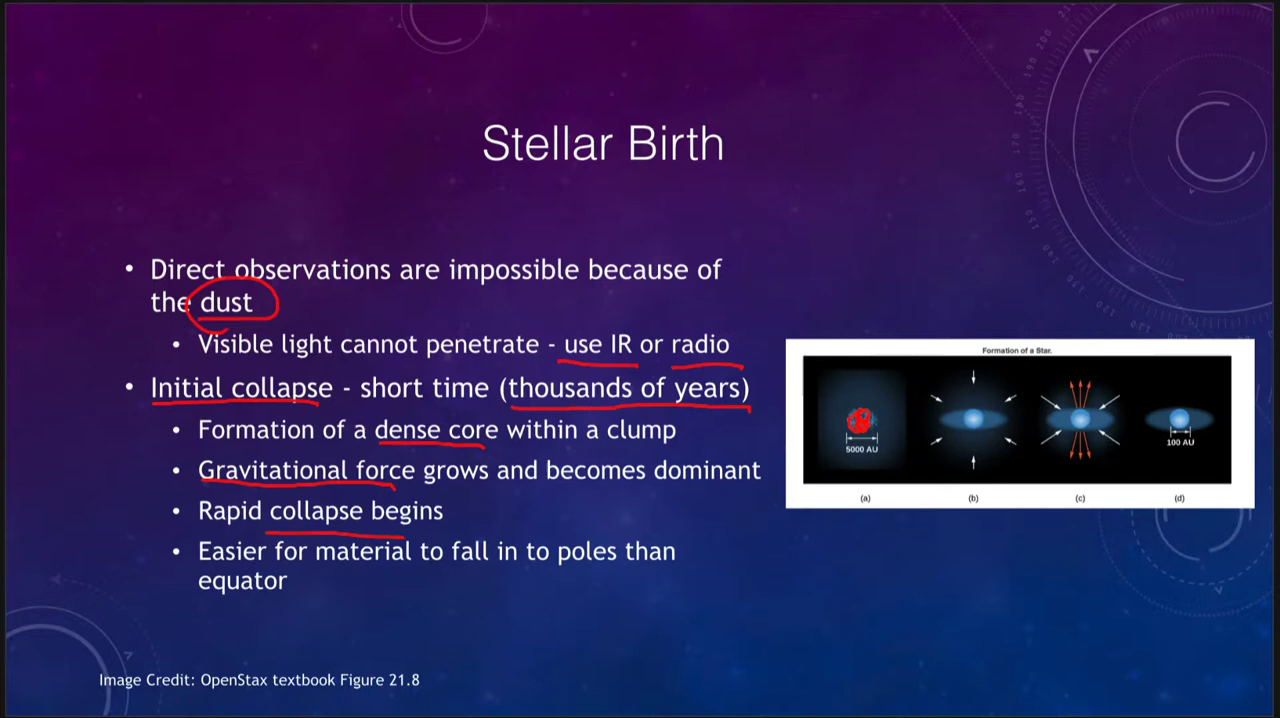 Stellar Birth
• Direct observations are impossible because of
the dust
• Visible light cannot penetrate - use IR or radio
• Initial collapse - short time (thousands of years)
• Formation of a dense core within a clump
• Gravitational force grows and becomes dominant
• Rapid collapse begins
• Easier for material to fall in to poles than
equator
Formation of a Star.
5000 AU
100 AU
(a) (b) (c) (d)
Image Credit: OpenStax textbook Figure 21.8